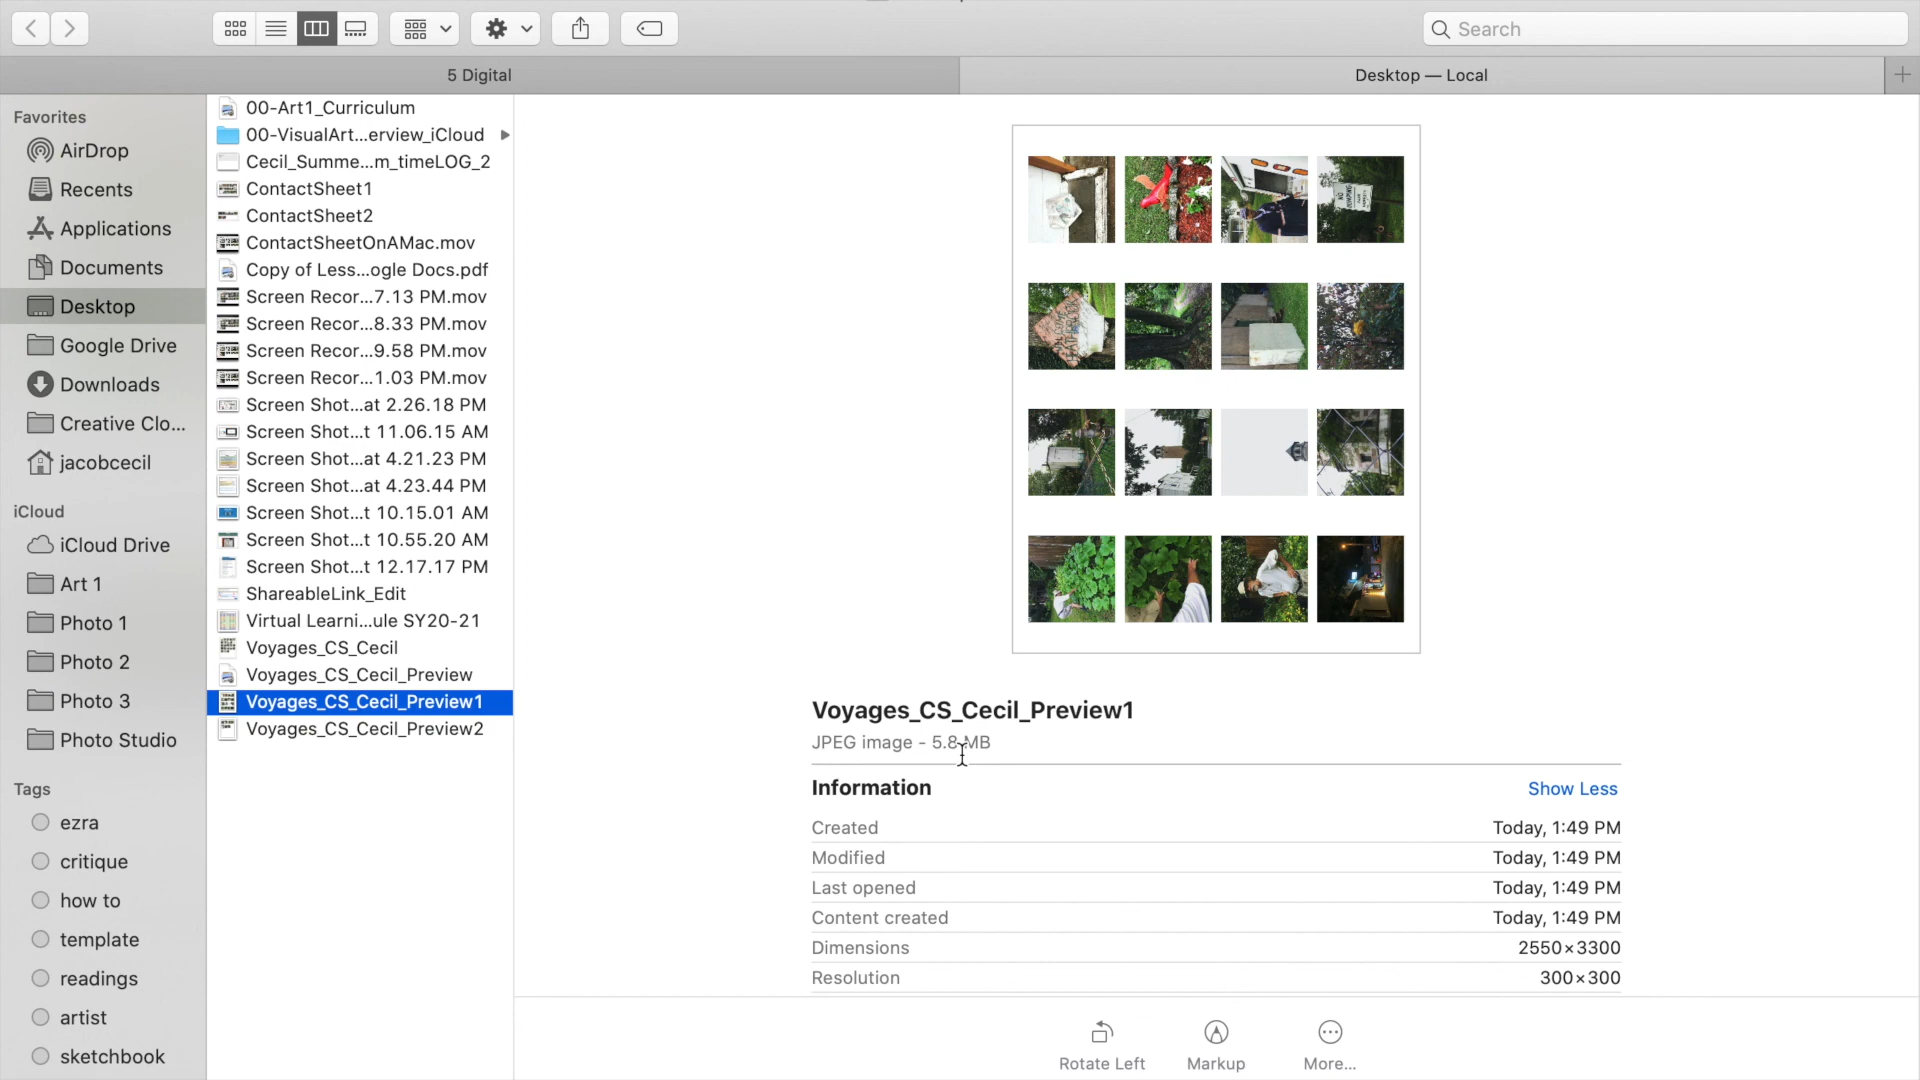 Search
5 Digital
Desktop — Local
Favorites
AirDrop
Recents
Applications
Documents
Desktop
Google Drive
Downloads
Creative Clo...
jacobcecil
iCloud
iCloud Drive
Art 1
Photo 1
Photo 2
Photo 3
Photo Studio
Tags
ezra
critique
how to
template
readings
artist
sketchbook
00-Art1_Curriculum
00-VisualArt...erview_iCloud
Cecil_Summe...m_timeLOG_2
ContactSheet1
ContactSheet2
ContactSheetOnAMac.mov
Copy of Less...ogle Docs.pdf
Screen Recor...7.13 PM.mov
Screen Recor...8.33 PM.mov
Screen Recor...9.58 PM.mov
Screen Recor...1.03 PM.mov
Screen Shot...at 2.26.18 PM
Screen Shot...t 11.06.15 AM
Screen Shot...at 4.21.23 PM
Screen Shot...at 4.23.44 PM
Screen Shot...t 10.15.01 AM
Screen Shot...t 10.55.20 AM
Screen Shot...t 12.17.17 PM
ShareableLink_Edit
Virtual Learni...ule SY20-21
Voyages_CS_Cecil
Voyages_CS_Cecil_Preview
Voyages_CS_Cecil_Preview1
Voyages_CS_Cecil_Preview2
NO
DUMPING
Voyages_CS_Cecil_Preview1
JPEG image - 5.8 MB
Information
Show Less
Created Today, 1:49 PM
Modified Today, 1:49 PM
Last opened Today, 1:49 PM
Content created Today, 1:49 PM
Dimensions 2550×3300
Resolution 300×300
Rotate Left
Markup
More...